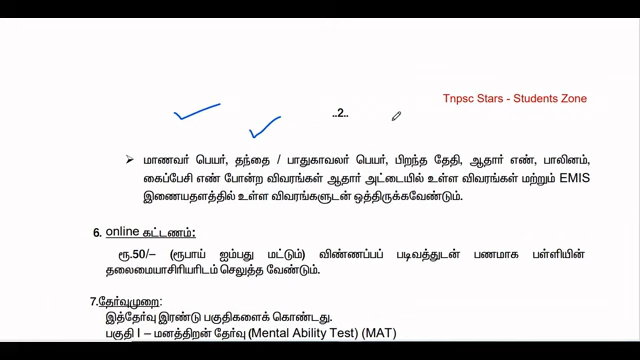 Tnpsc Stars - Students Zone
..2..
➢ மாணவர் பெயர், தந்தை / பாதுகாவலர் பெயர், பிறந்த தேதி, ஆதார் எண், பாலினம்,
கைப்பேசி எண் போன்ற விவரங்கள் ஆதார் அட்டையில் உள்ள விவரங்கள் மற்றும் EMIS
இணையதளத்தில் உள்ள விவரங்களுடன் ஒத்திருக்கவேண்டும்.
6. online கட்டணம்:
ரூ.50/– (ரூபாய் ஐம்பது மட்டும்) விண்ணப்பப் படிவத்துடன் பணமாக பள்ளியின்
தலைமையாசிரியரிடம் செலுத்த வேண்டும்.
7.தேர்வுமுறை:
இத்தேர்வு இரண்டு பகுதிகளைக் கொண்டது.
பகுதி I – மனத்திறன் தேர்வு (Mental Ability Test) (MAT)